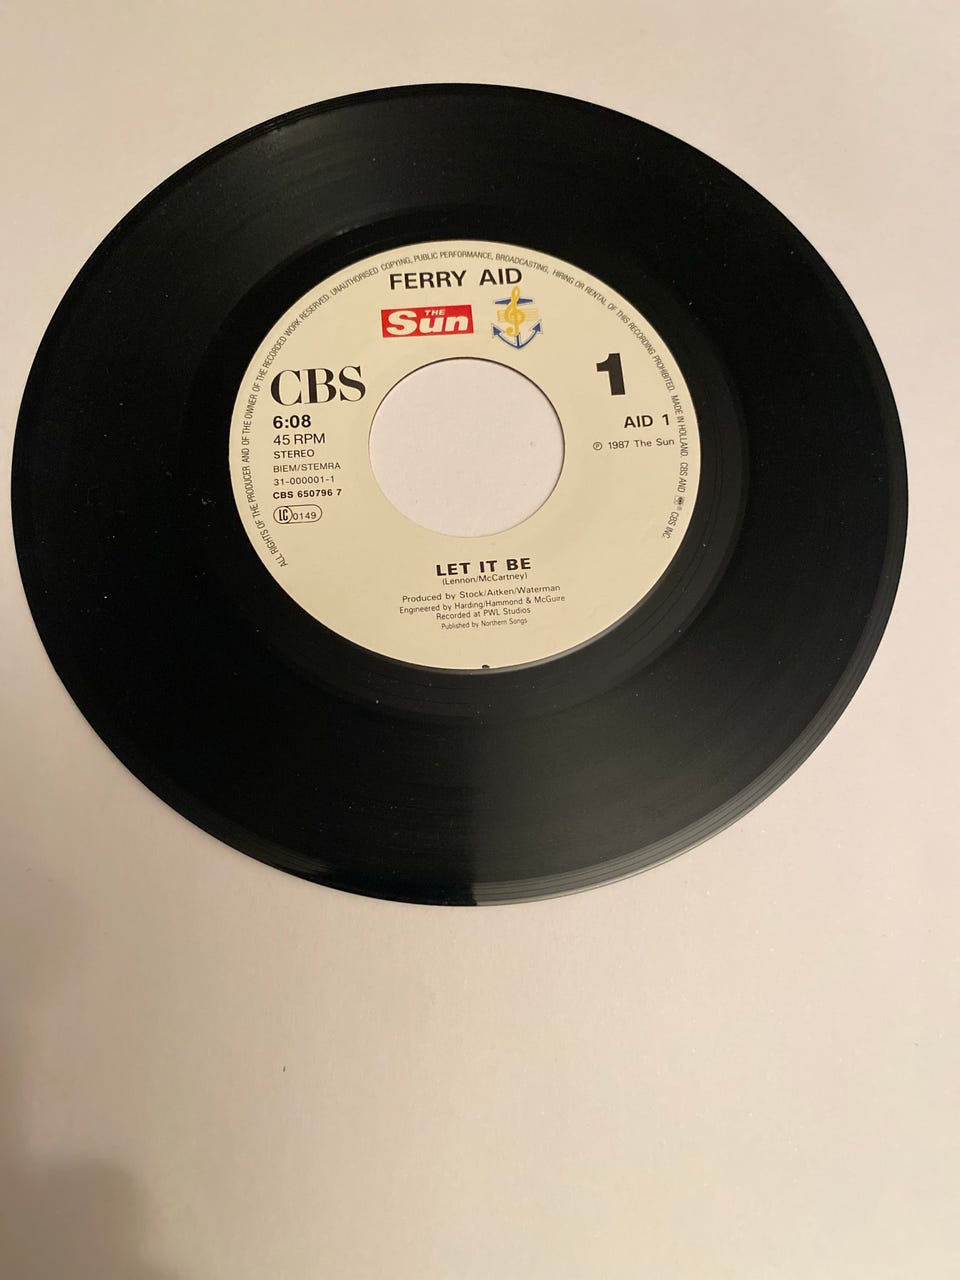 ALL RIGHTS OF THE PRODUCER AND OF THE OWNER OF THE RECORDED WORK RESERVED. UNAUTHORISED COPYING, PUBLIC PERFORMANCE, BROADCASTING, HIRING OR RENTAL OF THIS RECORDING PROHIBITED. MADE IN HOLLAND. CBS AND ® CBS INC.
FERRY AID
THE Sun
CBS
1
6:08
AID 1
45 RPM
℗ 1987 The Sun
STEREO
BIEM/STEMRA
31-000001-1
CBS 650796 7
LC 0149
LET IT BE
(Lennon/McCartney)
Produced by Stock/Aitken/Waterman
Engineered by Harding/Hammond & McGuire
Recorded at PWL Studios
Published by Northern Songs